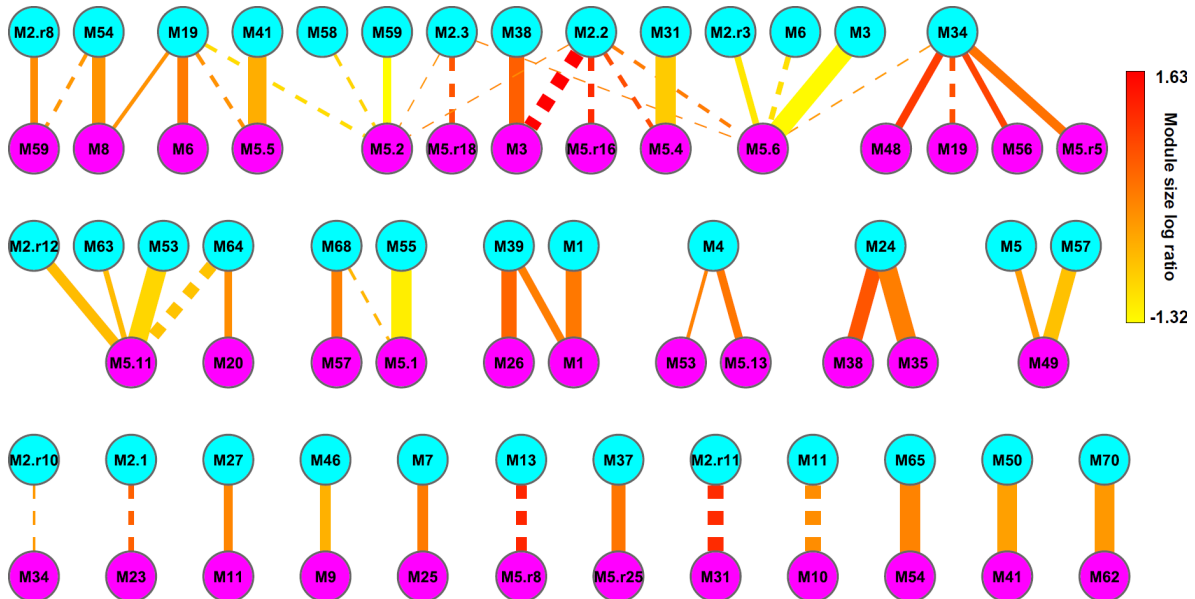 M2.r8 M54 M19 M41 M58 M59 M2.3 M38 M2.2 M31 M2.r3 M6 M3 M34
M59 M8 M6 M5.5 M5.2 M5.r18 M3 M5.r16 M5.4 M5.6 M48 M19 M56 M5.r5
1.63
Module size log ratio
-1.32
M2.r12 M63 M53 M64 M68 M55 M39 M1 M4 M24 M5 M57
M5.11 M20 M57 M5.1 M26 M1 M53 M5.13 M38 M35 M49
M2.r10 M2.1 M27 M46 M7 M13 M37 M2.r11 M11 M65 M50 M70
M34 M23 M11 M9 M25 M5.r8 M5.r25 M31 M10 M54 M41 M62